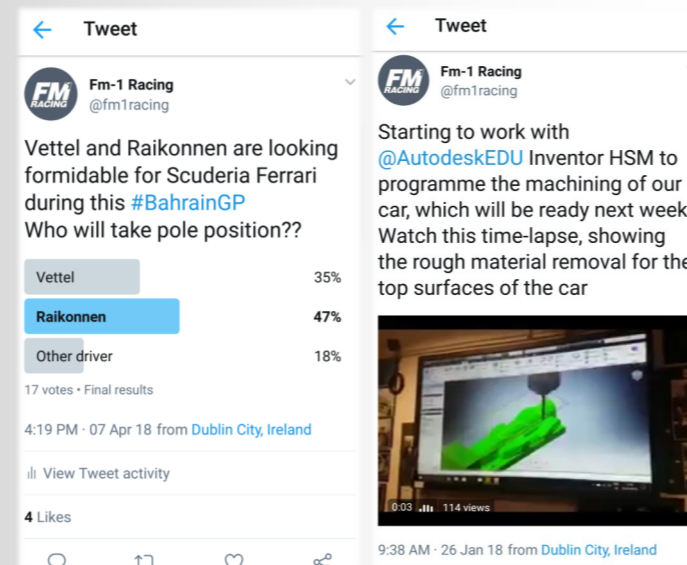 Tweet
FM
RACING
Fm-1 Racing
@fm1racing
Vettel and Raikonnen are looking
formidable for Scuderia Ferrari
during this #BahrainGP
Who will take pole position??
Vettel 35%
Raikonnen 47%
Other driver 18%
17 votes • Final results
4:19 PM · 07 Apr 18 from Dublin City, Ireland
View Tweet activity
4 Likes
Tweet
FM
RACING
Fm-1 Racing
@fm1racing
Starting to work with
@AutodeskEDU Inventor HSM to
programme the machining of our
car, which will be ready next week
Watch this time-lapse, showing
the rough material removal for the
top surfaces of the car
0:03 114 views
9:38 AM · 26 Jan 18 from Dublin City, Ireland